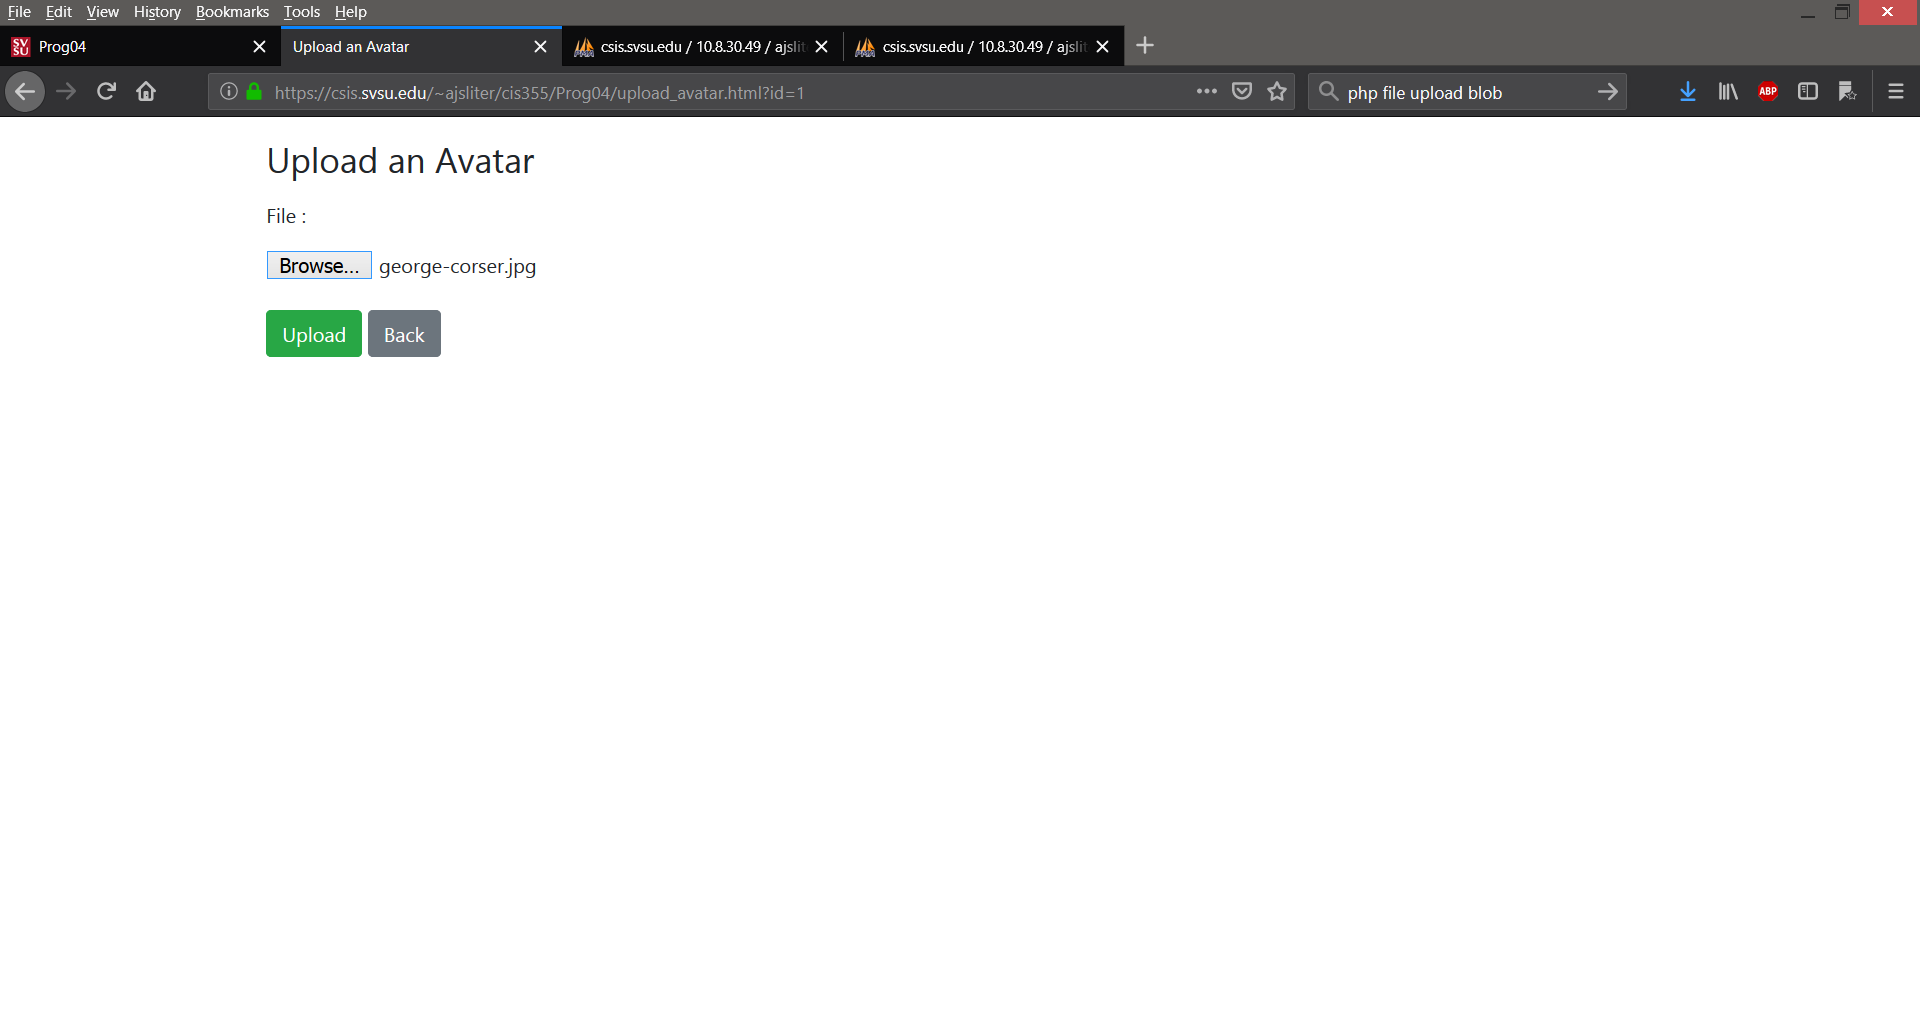 File Edit View History Bookmarks Tools Help
SV SU Prog04 Upload an Avatar csis.svsu.edu / 10.8.30.49 / ajslit csis.svsu.edu / 10.8.30.49 / ajslit
https://csis.svsu.edu/~ajsliter/cis355/Prog04/upload_avatar.html?id=1 php file upload blob ABP
Upload an Avatar
File :
Browse... george-corser.jpg
Upload Back